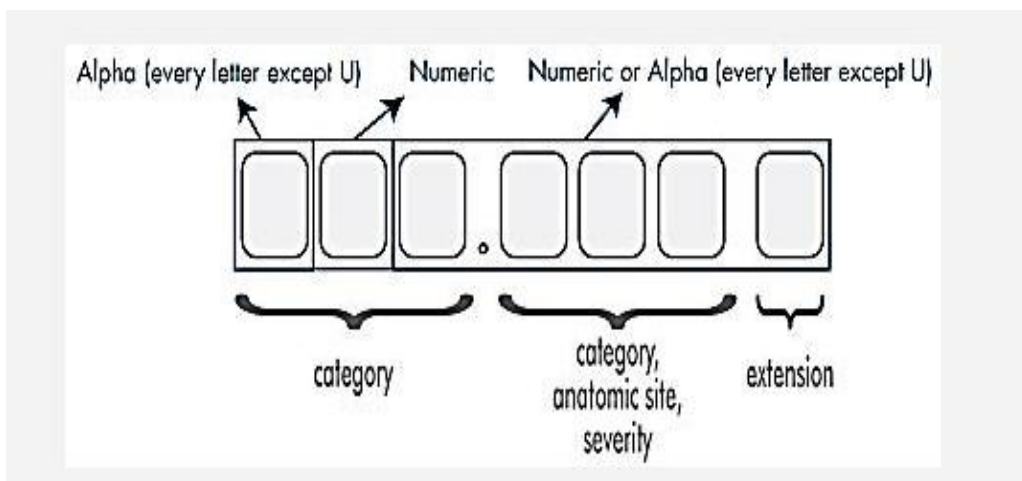 Alpha (every letter except U) Numeric Numeric or Alpha (every letter except U)
.
category
category,
anatomic site,
severity
extension